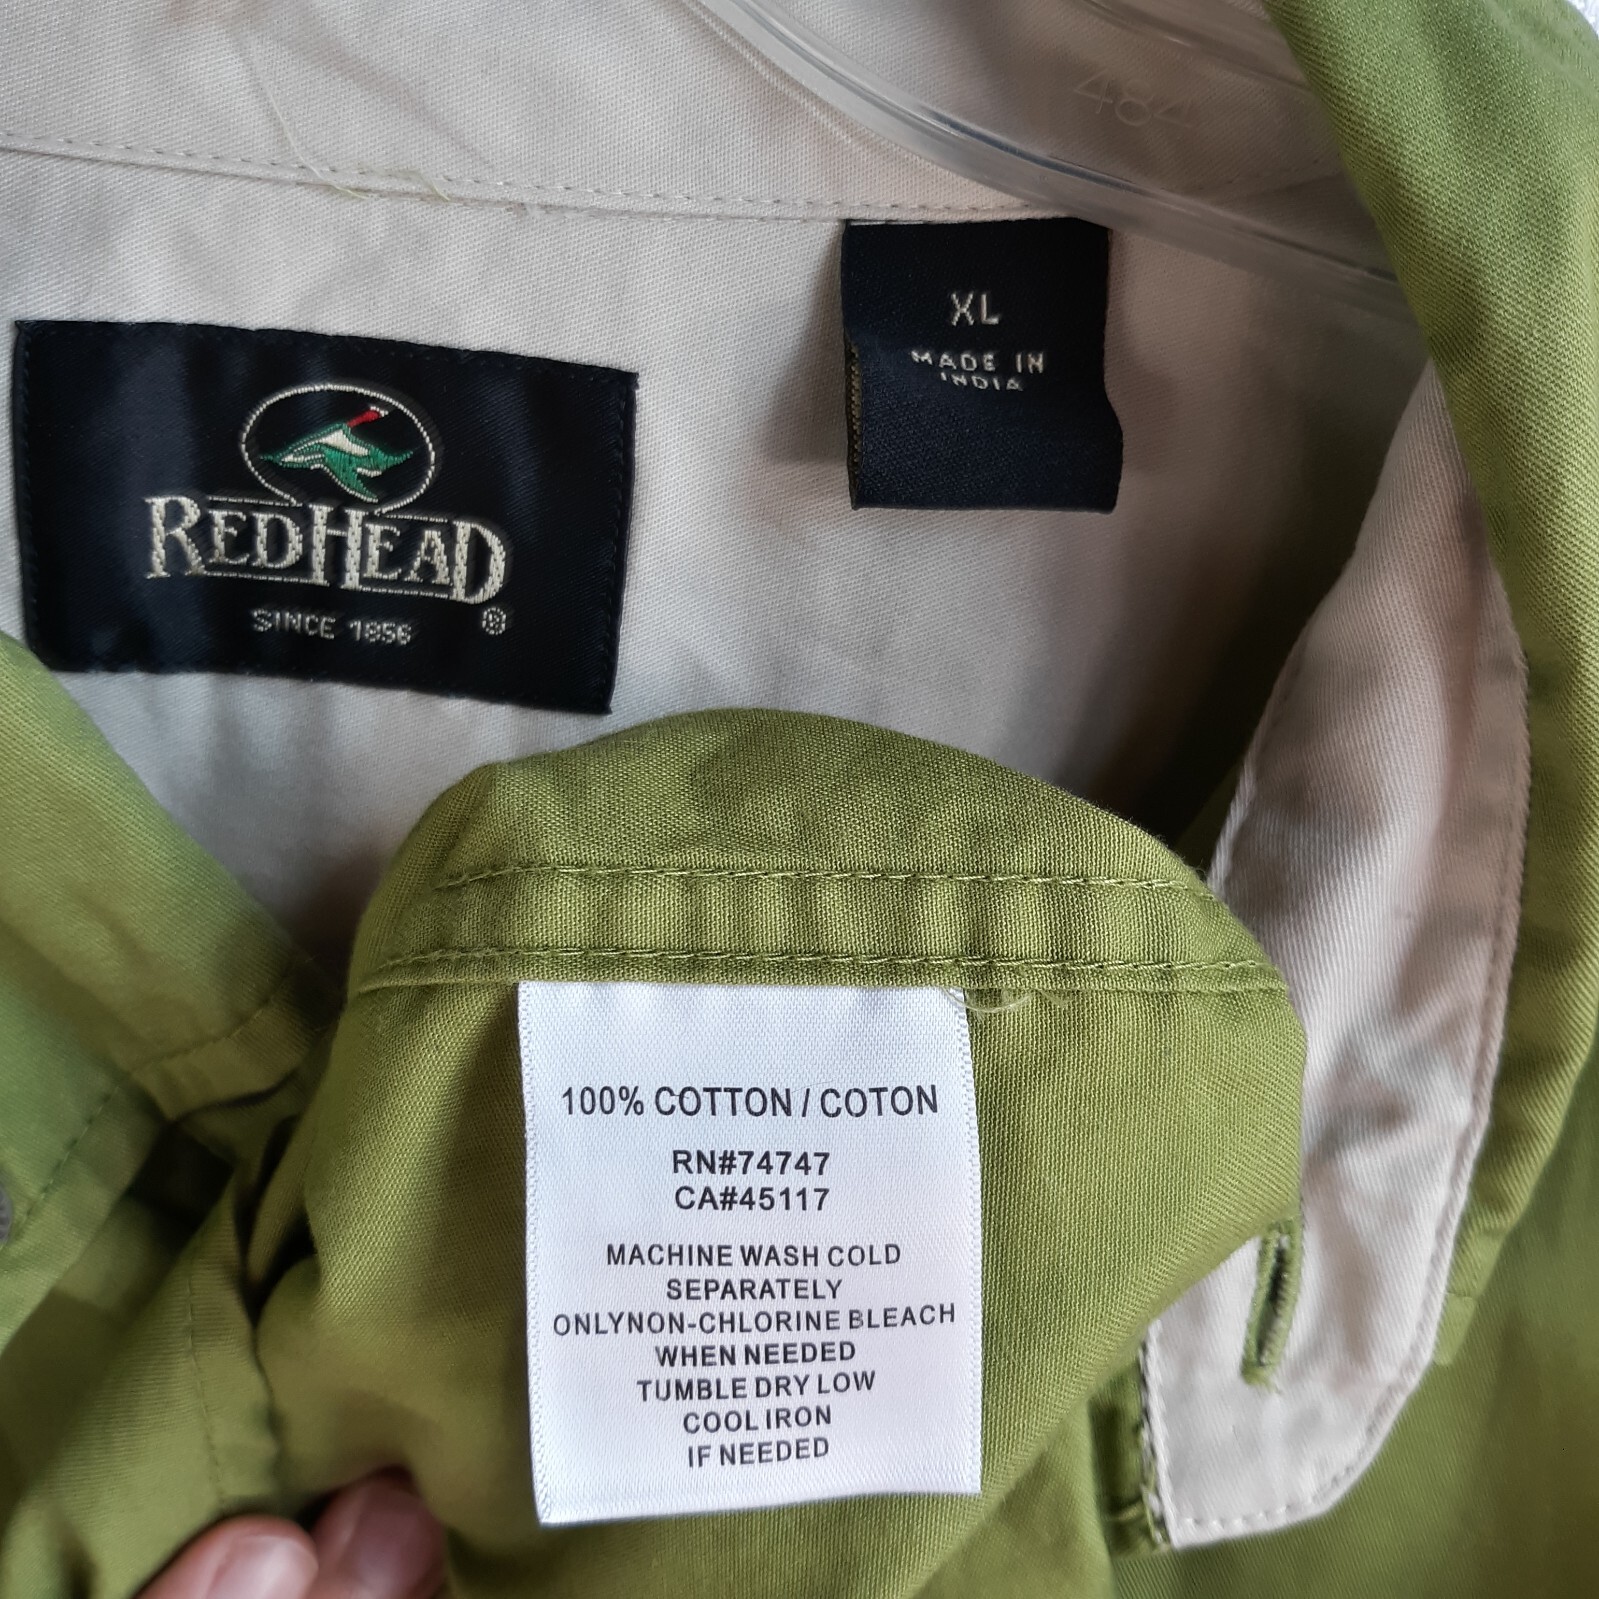 484
XL
MADE IN
INDIA
REDHEAD
®
SINCE 1856
100% COTTON / COTON
RN#74747
CA#45117
MACHINE WASH COLD
SEPARATELY
ONLYNON-CHLORINE BLEACH
WHEN NEEDED
TUMBLE DRY LOW
COOL IRON
IF NEEDED